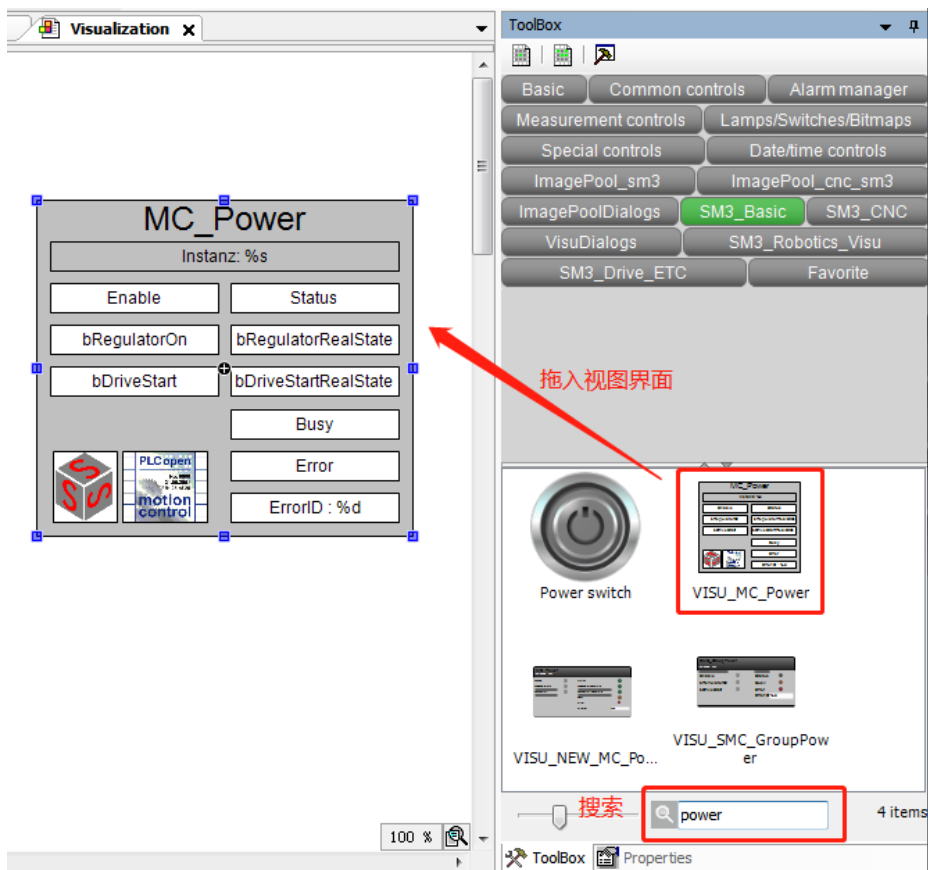 Visualization
ToolBox
Basic
Common controls
Alarm manager
Measurement controls
Lamps/Switches/Bitmaps
Special controls
Date/time controls
ImagePool_sm3
ImagePool_cnc_sm3
ImagePoolDialogs
SM3_Basic
SM3_CNC
VisuDialogs
SM3_Robotics_Visu
SM3_Drive_ETC
Favorite
MC_Power
Instanz: %s
Enable
Status
bRegulatorOn
bRegulatorRealState
bDriveStart
bDriveStartRealState
Busy
Error
ErrorID : %d
PLCopen
motion
control
拖入视图界面
MC_Power
Power switch
VISU_MC_Power
VISU_NEW_MC_Po...
VISU_SMC_GroupPow
er
搜索
power
4 items
100 %
ToolBox
Properties